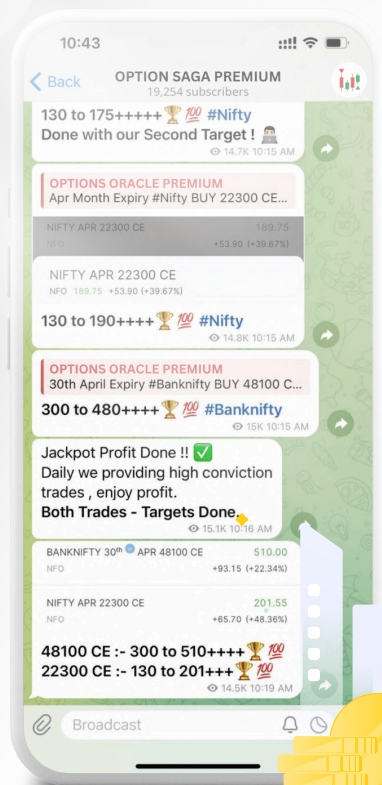 10:43
Back
OPTION SAGA PREMIUM
19,254 subscribers
130 to 175+++++🏆💯 #Nifty
Done with our Second Target !
14.7K 10:15 AM
OPTIONS ORACLE PREMIUM
Apr Month Expiry #Nifty BUY 22300 CE...
NIFTY APR 22300 CE 189.75
NFO +53.90 (+39.67%)
NIFTY APR 22300 CE
NFO 189.75 +53.90 (+39.67%)
130 to 190++++🏆💯 #Nifty
14.8K 10:15 AM
OPTIONS ORACLE PREMIUM
30th April Expiry #Banknifty BUY 48100 C...
300 to 480++++🏆💯 #Banknifty
15K 10:15 AM
Jackpot Profit Done !! ✅
Daily we providing high conviction
trades , enjoy profit.
Both Trades - Targets Done.
15.1K 10:16 AM
BANKNIFTY 30th APR 48100 CE 510.00
NFO +93.15 (+22.34%)
NIFTY APR 22300 CE 201.55
NFO +65.70 (+48.36%)
48100 CE :- 300 to 510++++🏆💯
22300 CE :- 130 to 201+++🏆💯
14.5K 10:19 AM
Broadcast